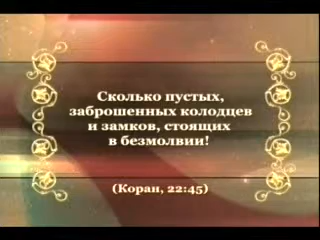 Сколько пустых,
заброшенных колодцев
и замков, стоящих
в безмолвии!
(Коран, 22:45)